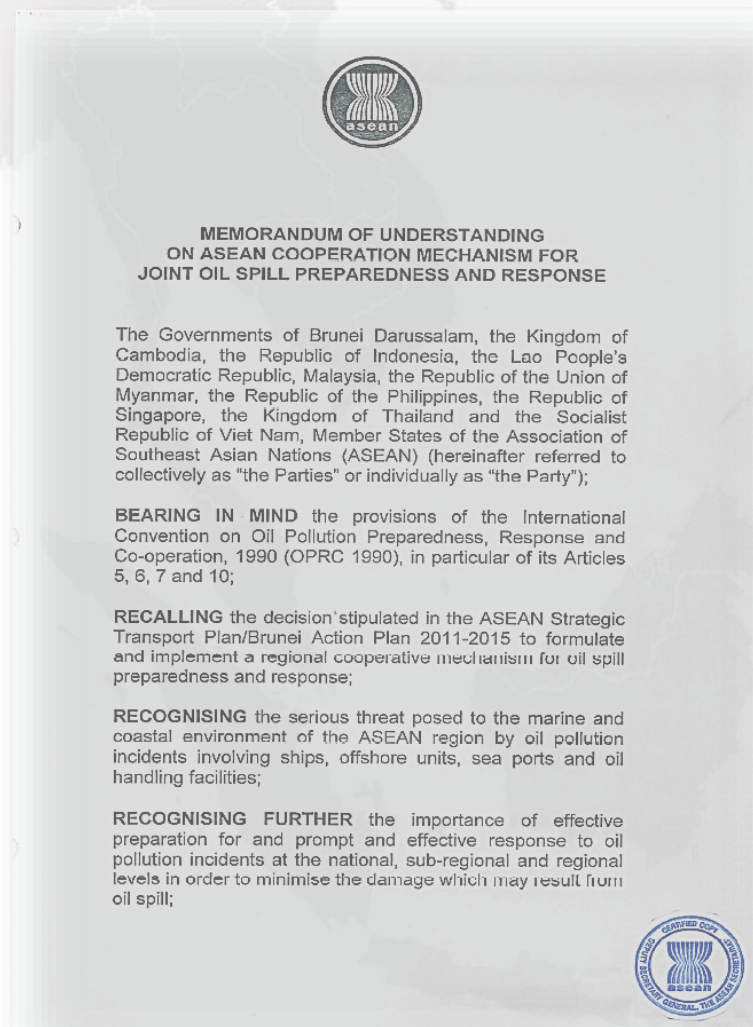 asean
MEMORANDUM OF UNDERSTANDING
ON ASEAN COOPERATION MECHANISM FOR
JOINT OIL SPILL PREPAREDNESS AND RESPONSE
The Governments of Brunei Darussalam, the Kingdom of
Cambodia, the Republic of Indonesia, the Lao People's
Democratic Republic, Malaysia, the Republic of the Union of
Myanmar, the Republic of the Philippines, the Republic of
Singapore, the Kingdom of Thailand and the Socialist
Republic of Viet Nam, Member States of the Association of
Southeast Asian Nations (ASEAN) (hereinafter referred to
collectively as “the Parties” or individually as “the Party”);
BEARING IN MIND the provisions of the International
Convention on Oil Pollution Preparedness, Response and
Co-operation, 1990 (OPRC 1990), in particular of its Articles
5, 6, 7 and 10;
RECALLING the decision stipulated in the ASEAN Strategic
Transport Plan/Brunei Action Plan 2011-2015 to formulate
and implement a regional cooperative mechanism for oil spill
preparedness and response;
RECOGNISING the serious threat posed to the marine and
coastal environment of the ASEAN region by oil pollution
incidents involving ships, offshore units, sea ports and oil
handling facilities;
RECOGNISING FURTHER the importance of effective
preparation for and prompt and effective response to oil
pollution incidents at the national, sub-regional and regional
levels in order to minimise the damage which may result from
oil spill;
CERTIFIED COPY
DEPUTY SECRETARY GENERAL, THE ASEAN SECRETARIAT
asean